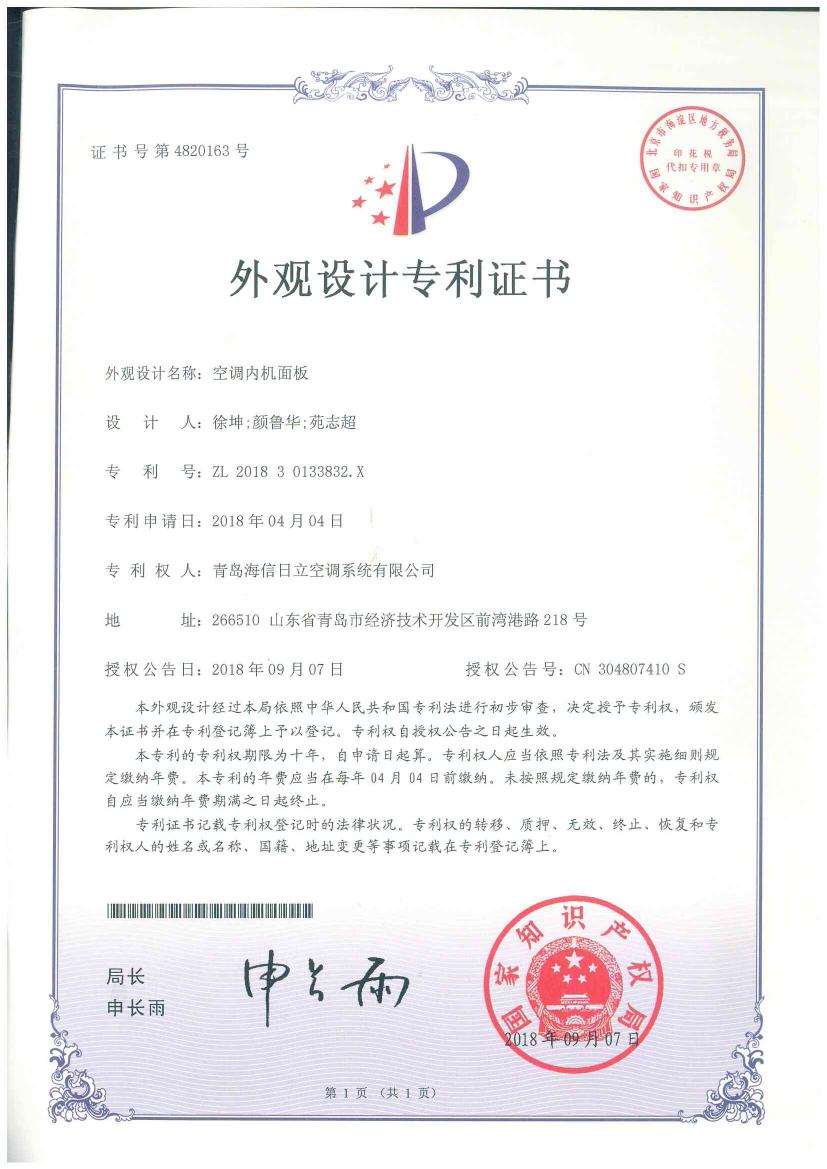 证书号第4820163号
北京市海淀区地方税务局
印花税
代扣专用章
国家知识产权局
外观设计专利证书
外观设计名称：空调内机面板
设计人：徐坤;颜鲁华;苑志超
专利号：ZL 2018 3 0133832.X
专利申请日：2018年04月04日
专利权人：青岛海信日立空调系统有限公司
地址：266510 山东省青岛市经济技术开发区前湾港路218号
授权公告日：2018年09月07日 授权公告号：CN 304807410 S
本外观设计经过本局依照中华人民共和国专利法进行初步审查，决定授予专利权，颁发
本证书并在专利登记簿上予以登记。专利权自授权公告之日起生效。
本专利的专利权期限为十年，自申请日起算。专利权人应当依照专利法及其实施细则规
定缴纳年费。本专利的年费应当在每年04月04日前缴纳。未按照规定缴纳年费的，专利权
自应当缴纳年费期满之日起终止。
专利证书记载专利权登记时的法律状况。专利权的转移、质押、无效、终止、恢复和专
利权人的姓名或名称、国籍、地址变更等事项记载在专利登记簿上。
局长
申长雨
申长雨
国家知识产权局
2018年09月07日
第1页（共1页）